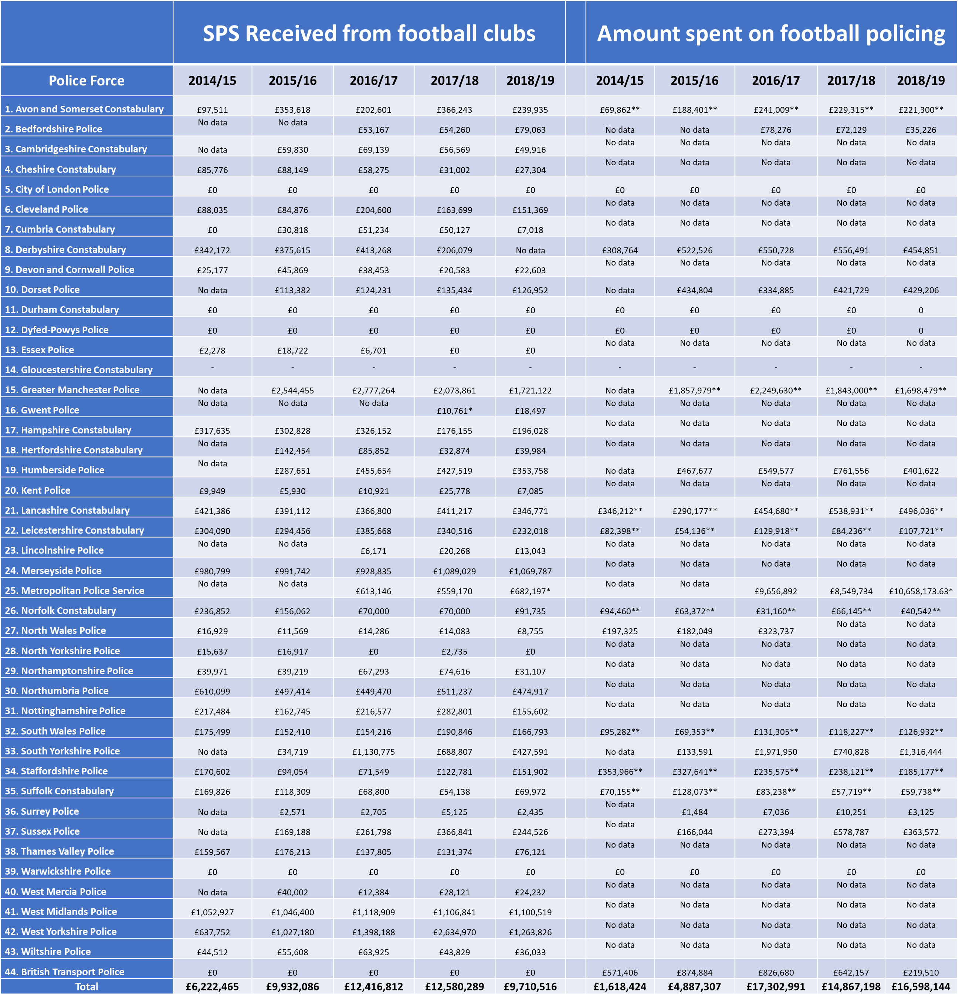 SPS Received from football clubs Amount spent on football policing
Police Force 2014/15 2015/16 2016/17 2017/18 2018/19 2014/15 2015/16 2016/17 2017/18 2018/19
1. Avon and Somerset Constabulary £97,511 £353,618 £202,601 £366,243 £239,935 £69,862** £188,401** £241,009** £229,315** £221,300**
2. Bedfordshire Police No data No data £53,167 £54,260 £79,063 No data No data £78,276 £72,129 £35,226
3. Cambridgeshire Constabulary No data £59,830 £69,139 £56,569 £49,916 No data No data No data No data No data
4. Cheshire Constabulary £85,776 £88,149 £58,275 £31,002 £27,304 No data No data No data No data No data
5. City of London Police £0 £0 £0 £0 £0 £0 £0 £0 £0 £0
6. Cleveland Police £88,035 £84,876 £204,600 £163,699 £151,369 No data No data No data No data No data
7. Cumbria Constabulary £0 £30,818 £51,234 £50,127 £7,018 No data No data No data No data No data
8. Derbyshire Constabulary £342,172 £375,615 £413,268 £206,079 No data £308,764 £522,526 £550,728 £556,491 £454,851
9. Devon and Cornwall Police £25,177 £45,869 £38,453 £20,583 £22,603 No data No data No data No data No data
10. Dorset Police No data £113,382 £124,231 £135,434 £126,952 No data £434,804 £334,885 £421,729 £429,206
11. Durham Constabulary £0 £0 £0 £0 £0 £0 £0 £0 £0 0
12. Dyfed-Powys Police £0 £0 £0 £0 £0 £0 £0 £0 £0 0
13. Essex Police £2,278 £18,722 £6,701 £0 £0 No data No data No data No data No data
14. Gloucestershire Constabulary - - - - - - - - - -
15. Greater Manchester Police No data £2,544,455 £2,777,264 £2,073,861 £1,721,122 No data £1,857,979** £2,249,630** £1,843,000** £1,698,479**
16. Gwent Police No data No data No data £10,761* £18,497 No data No data No data No data No data
17. Hampshire Constabulary £317,635 £302,828 £326,152 £176,155 £196,028 No data No data No data No data No data
18. Hertfordshire Constabulary No data £142,454 £85,852 £32,874 £39,984 No data No data No data No data No data
19. Humberside Police No data £287,651 £455,654 £427,519 £353,758 No data £467,677 £549,577 £761,556 £401,622
20. Kent Police £9,949 £5,930 £10,921 £25,778 £7,085 No data No data No data No data No data
21. Lancashire Constabulary £421,386 £391,112 £366,800 £411,217 £346,771 £346,212** £290,177** £454,680** £538,931** £496,036**
22. Leicestershire Constabulary £304,090 £294,456 £385,668 £340,516 £232,018 £82,398** £54,136** £129,918** £84,236** £107,721**
23. Lincolnshire Police No data No data £6,171 £20,268 £13,043 No data No data No data No data No data
24. Merseyside Police £980,799 £991,742 £928,835 £1,089,029 £1,069,787 No data No data No data No data No data
25. Metropolitan Police Service No data No data £613,146 £559,170 £682,197* No data No data £9,656,892 £8,549,734 £10,658,173.63*
26. Norfolk Constabulary £236,852 £156,062 £70,000 £70,000 £91,735 £94,460** £63,372** £31,160** £66,145** £40,542**
27. North Wales Police £16,929 £11,569 £14,286 £14,083 £8,755 £197,325 £182,049 £323,737 No data No data
28. North Yorkshire Police £15,637 £16,917 £0 £2,735 £0 No data No data No data No data No data
29. Northamptonshire Police £39,971 £39,219 £67,293 £74,616 £31,107 No data No data No data No data No data
30. Northumbria Police £610,099 £497,414 £449,470 £511,237 £474,917 No data No data No data No data No data
31. Nottinghamshire Police £217,484 £162,745 £216,577 £282,801 £155,602 No data No data No data No data No data
32. South Wales Police £175,499 £152,410 £154,216 £190,846 £166,793 £95,282** £69,353** £131,305** £118,227** £126,932**
33. South Yorkshire Police No data £34,719 £1,130,775 £688,807 £427,591 No data £133,591 £1,971,950 £740,828 £1,316,444
34. Staffordshire Police £170,602 £94,054 £71,549 £122,781 £151,902 £353,966** £327,641** £235,575** £238,121** £185,177**
35. Suffolk Constabulary £169,826 £118,309 £68,800 £54,138 £69,972 £70,155** £128,073** £83,238** £57,719** £59,738**
36. Surrey Police No data £2,571 £2,705 £5,125 £2,435 No data £1,484 £7,036 £10,251 £3,125
37. Sussex Police No data £169,188 £261,798 £366,841 £244,526 No data £166,044 £273,394 £578,787 £363,572
38. Thames Valley Police £159,567 £176,213 £137,805 £131,374 £76,121 No data No data No data No data No data
39. Warwickshire Police £0 £0 £0 £0 £0 £0 £0 £0 £0 £0
40. West Mercia Police No data £40,002 £12,384 £28,121 £24,232 No data No data No data No data No data
41. West Midlands Police £1,052,927 £1,046,400 £1,118,909 £1,106,841 £1,100,519 No data No data No data No data No data
42. West Yorkshire Police £637,752 £1,027,180 £1,398,188 £2,634,970 £1,263,826 No data No data No data No data No data
43. Wiltshire Police £44,512 £55,608 £63,925 £43,829 £36,033 No data No data No data No data No data
44. British Transport Police £0 £0 £0 £0 £0 £571,406 £874,884 £826,680 £642,157 £219,510
Total £6,222,465 £9,932,086 £12,416,812 £12,580,289 £9,710,516 £1,618,424 £4,887,307 £17,302,991 £14,867,198 £16,598,144